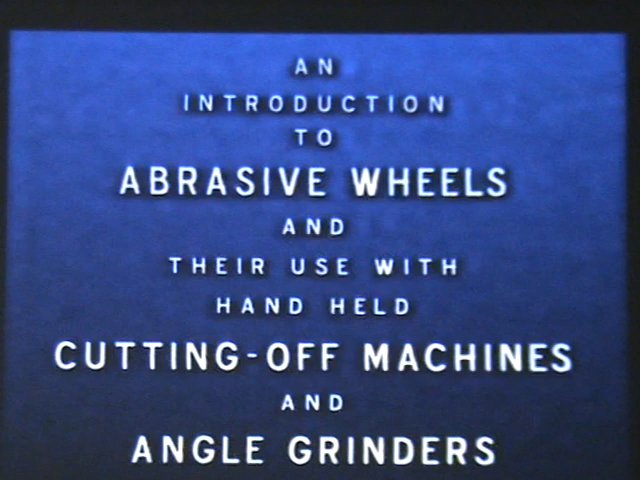 AN
INTRODUCTION
TO
ABRASIVE WHEELS
AND
THEIR USE WITH
HAND HELD
CUTTING-OFF MACHINES
AND
ANGLE GRINDERS